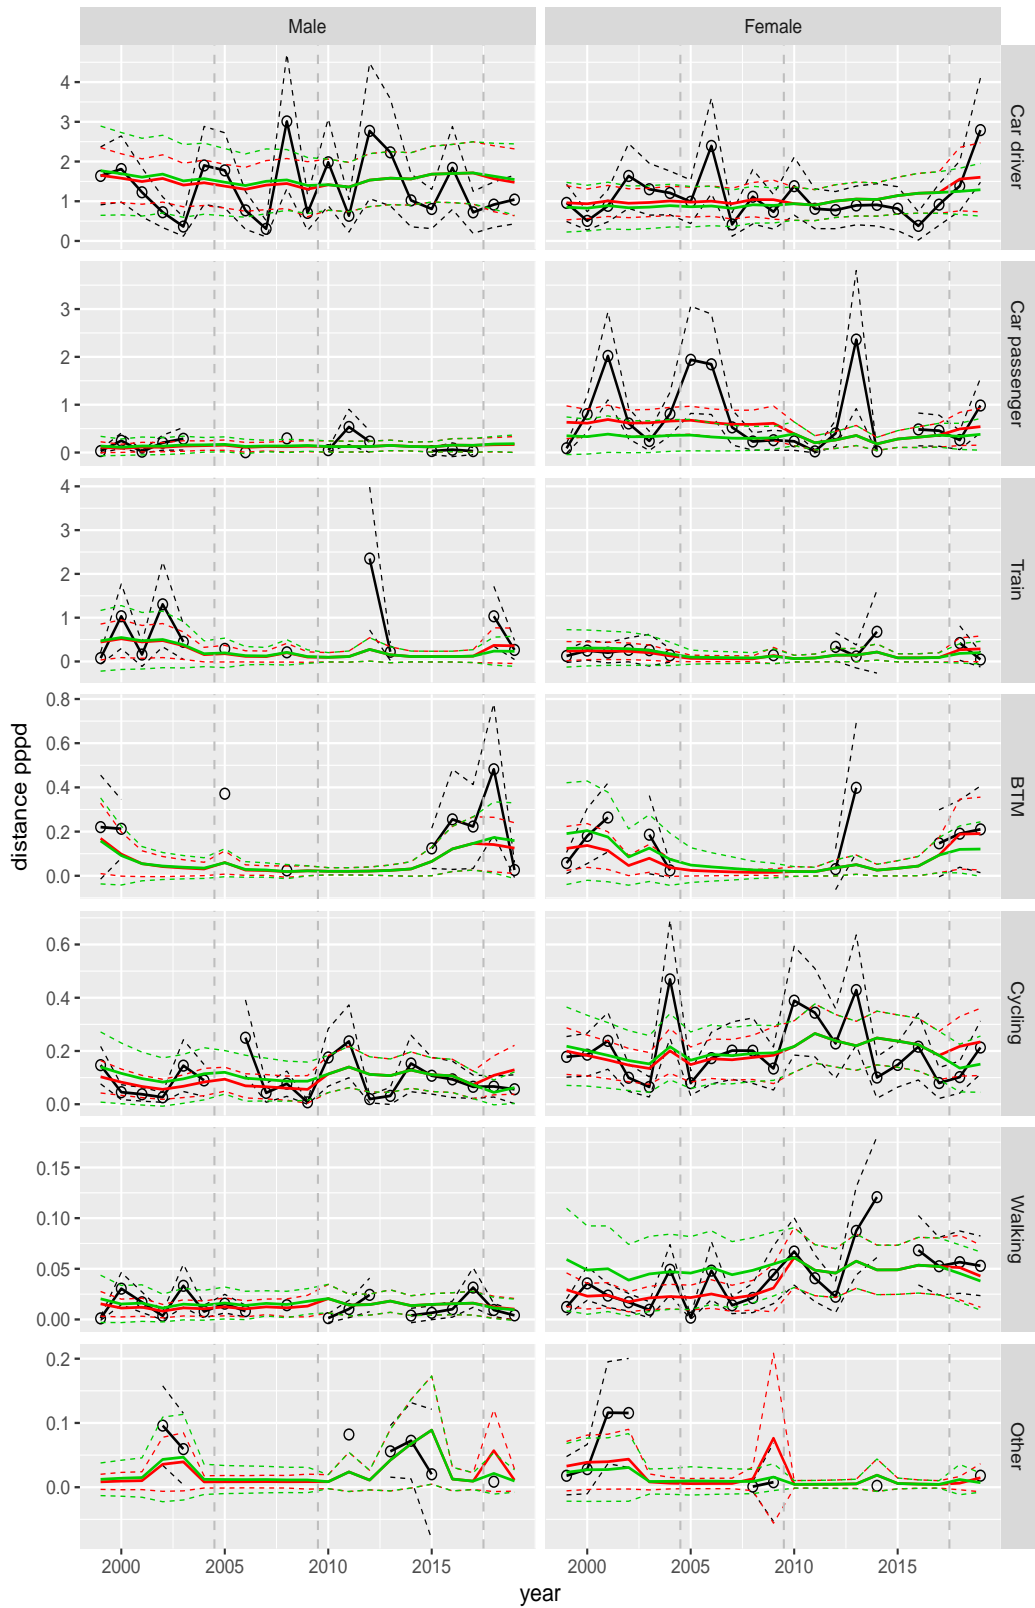 Male Female
4
3
2
1
0
Car driver
3
2
1
0
Car passenger
4
3
2
1
0
Train
0.8
0.6
0.4
0.2
0.0
BTM
distance pppd
0.6
0.4
0.2
0.0
Cycling
0.15
0.10
0.05
0.00
Walking
0.2
0.1
0.0
Other
2000 2005 2010 2015 2000 2005 2010 2015
year